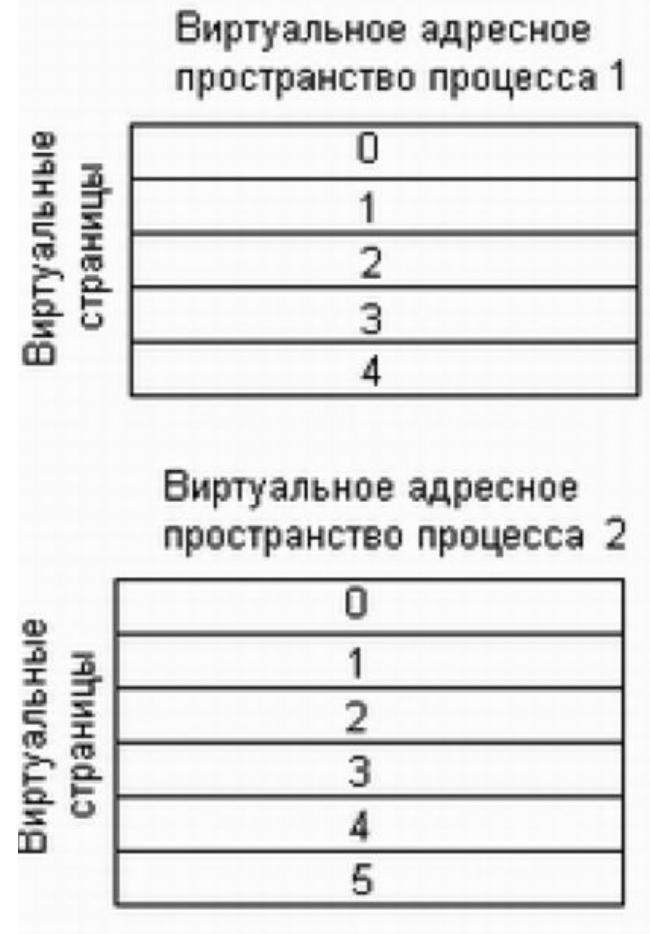 Виртуальное адресное
пространство процесса 1
Виртуальные
страницы
0
1
2
3
4
Виртуальное адресное
пространство процесса 2
Виртуальные
страницы
0
1
2
3
4
5